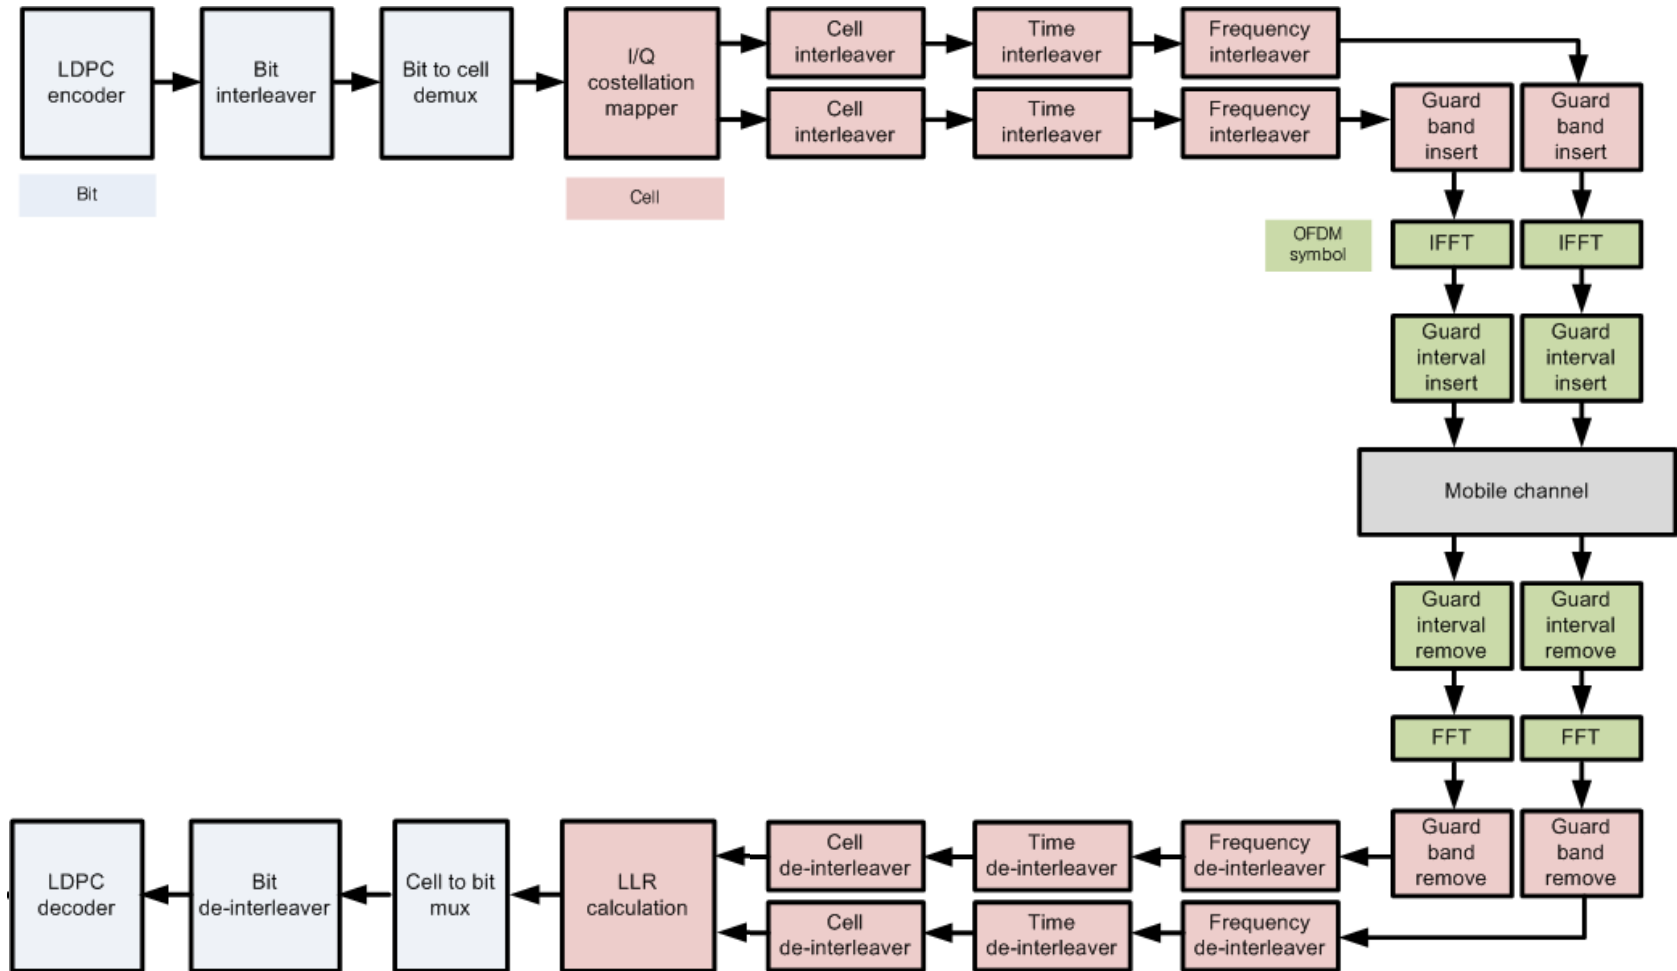 LDPC
encoder
Bit
interleaver
Bit to cell
demux
I/Q
costellation
mapper
Cell
interleaver
Time
interleaver
Frequency
interleaver
Cell
interleaver
Time
interleaver
Frequency
interleaver
Guard
band
insert
Guard
band
insert
Bit
Cell
OFDM
symbol
IFFT
IFFT
Guard
interval
insert
Guard
interval
insert
Mobile channel
Guard
interval
remove
Guard
interval
remove
FFT
FFT
Guard
band
remove
Guard
band
remove
LDPC
decoder
Bit
de-interleaver
Cell to bit
mux
LLR
calculation
Cell
de-interleaver
Time
de-interleaver
Frequency
de-interleaver
Cell
de-interleaver
Time
de-interleaver
Frequency
de-interleaver